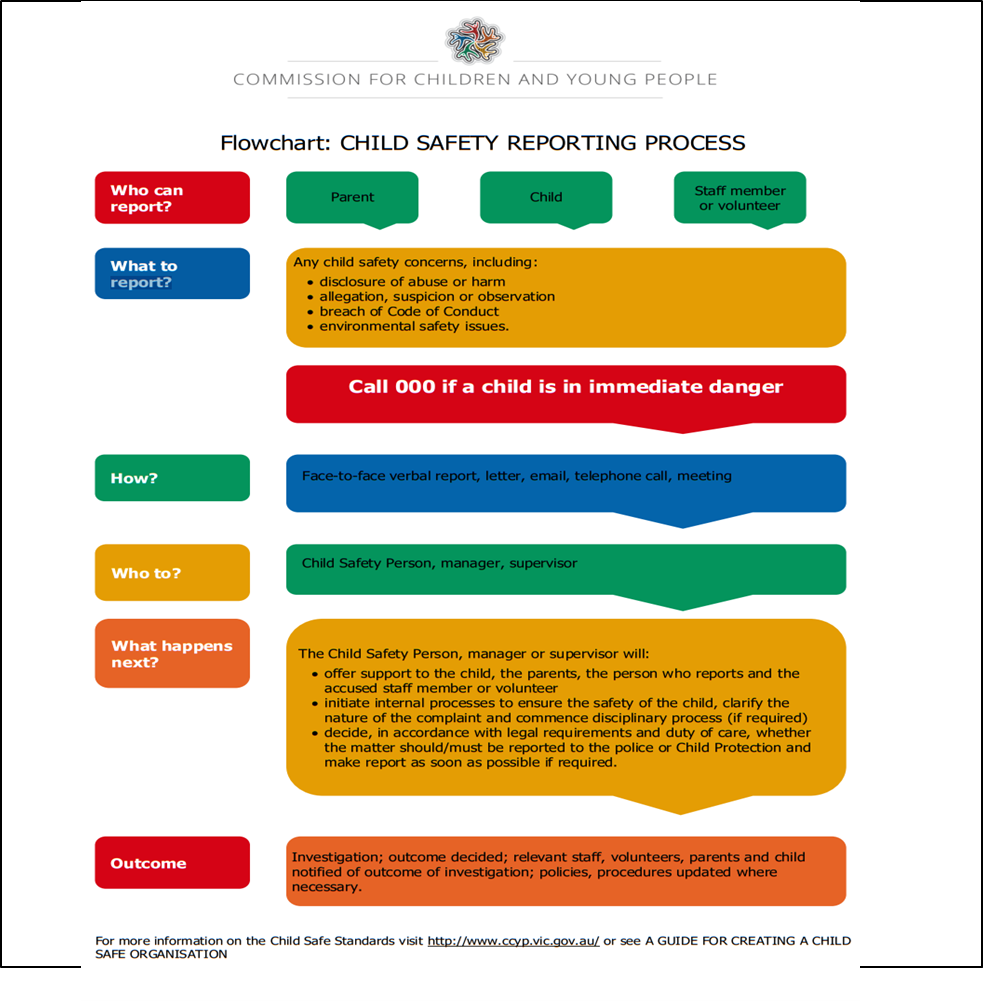 COMMISSION FOR CHILDREN AND YOUNG PEOPLE
Flowchart: CHILD SAFETY REPORTING PROCESS
Who can
report?
Parent
Child
Staff member
or volunteer
What to
report?
Any child safety concerns, including:
• disclosure of abuse or harm
• allegation, suspicion or observation
• breach of Code of Conduct
• environmental safety issues.
Call 000 if a child is in immediate danger
How?
Face-to-face verbal report, letter, email, telephone call, meeting
Who to?
Child Safety Person, manager, supervisor
What happens
next?
The Child Safety Person, manager or supervisor will:
• offer support to the child, the parents, the person who reports and the
accused staff member or volunteer
• initiate internal processes to ensure the safety of the child, clarify the
nature of the complaint and commence disciplinary process (if required)
• decide, in accordance with legal requirements and duty of care, whether
the matter should/must be reported to the police or Child Protection and
make report as soon as possible if required.
Outcome
Investigation; outcome decided; relevant staff, volunteers, parents and child
notified of outcome of investigation; policies, procedures updated where
necessary.
For more information on the Child Safe Standards visit http://www.ccyp.vic.gov.au/ or see A GUIDE FOR CREATING A CHILD
SAFE ORGANISATION